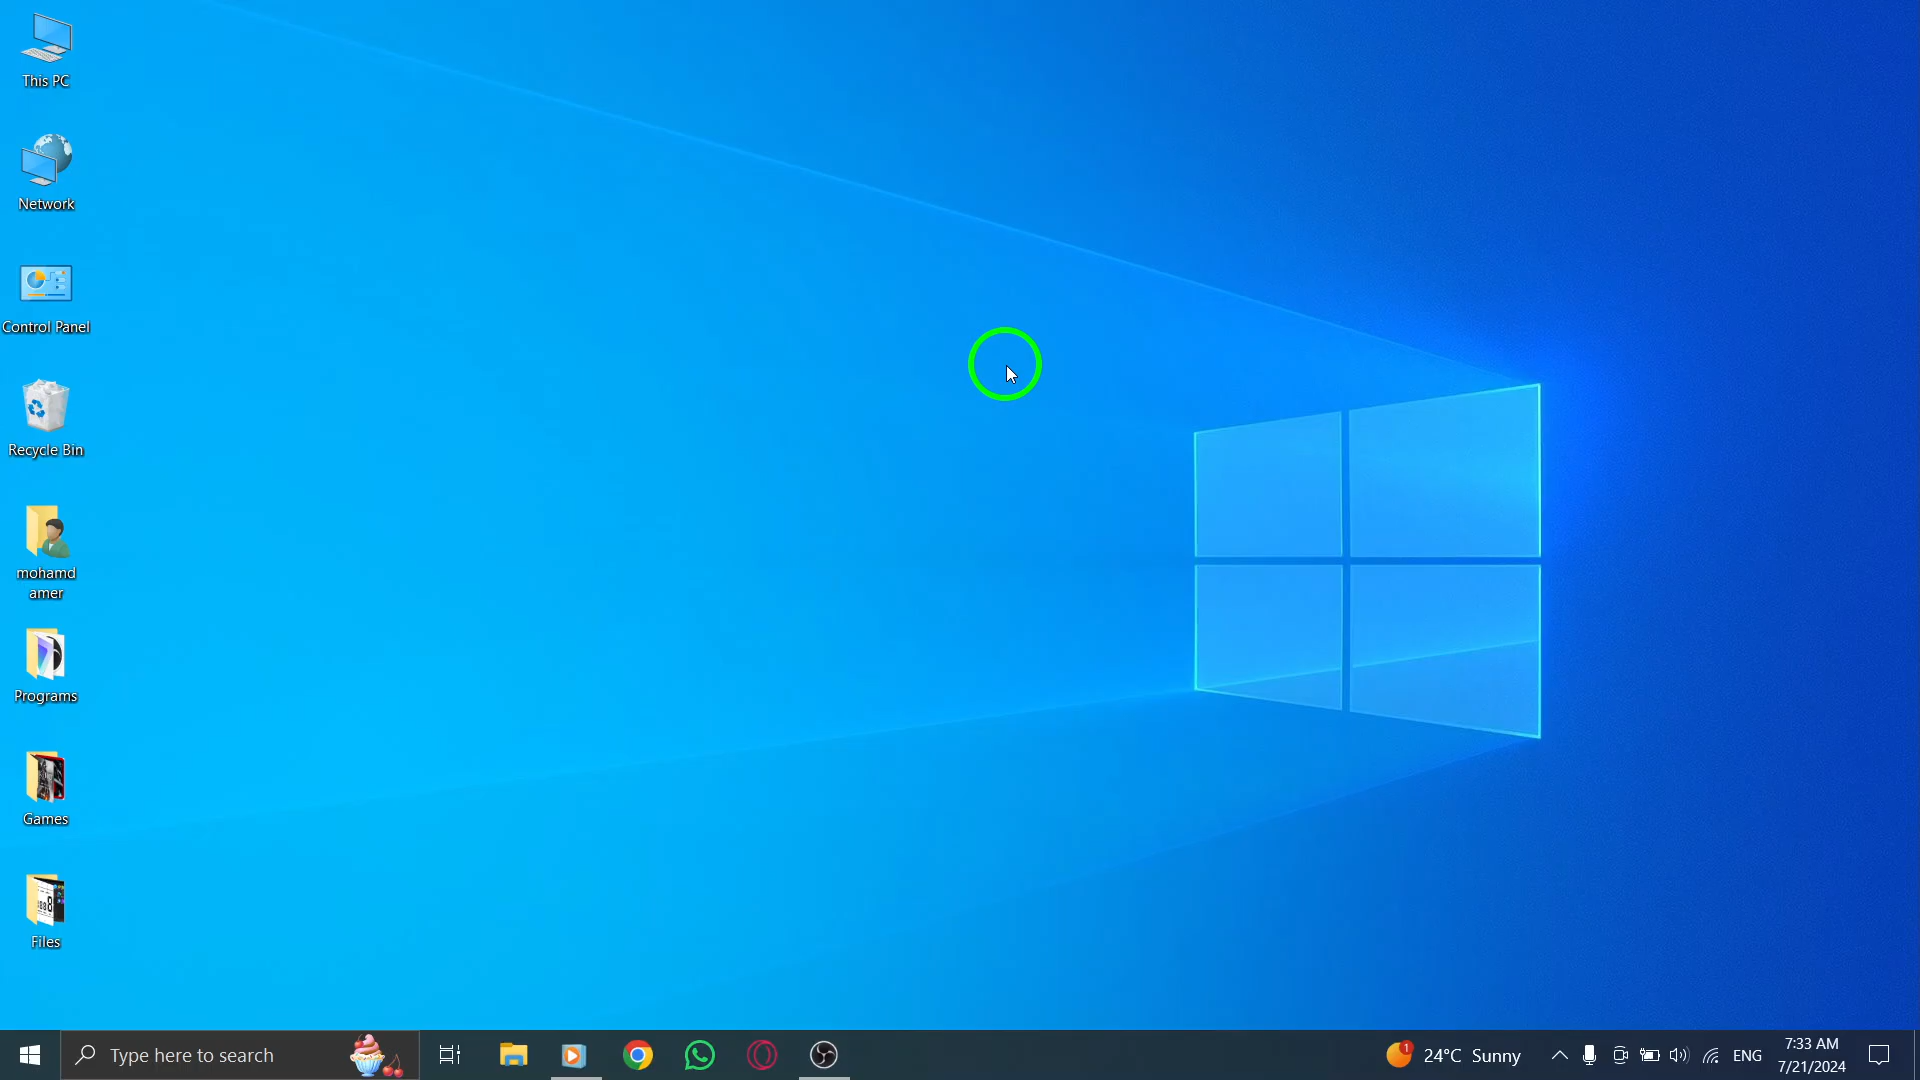 This PC
Network
Control Panel
Recycle Bin
mohamd
amer
Programs
Games
Files
Type here to search
1
24°C Sunny
ENG
7:33 AM
7/21/2024